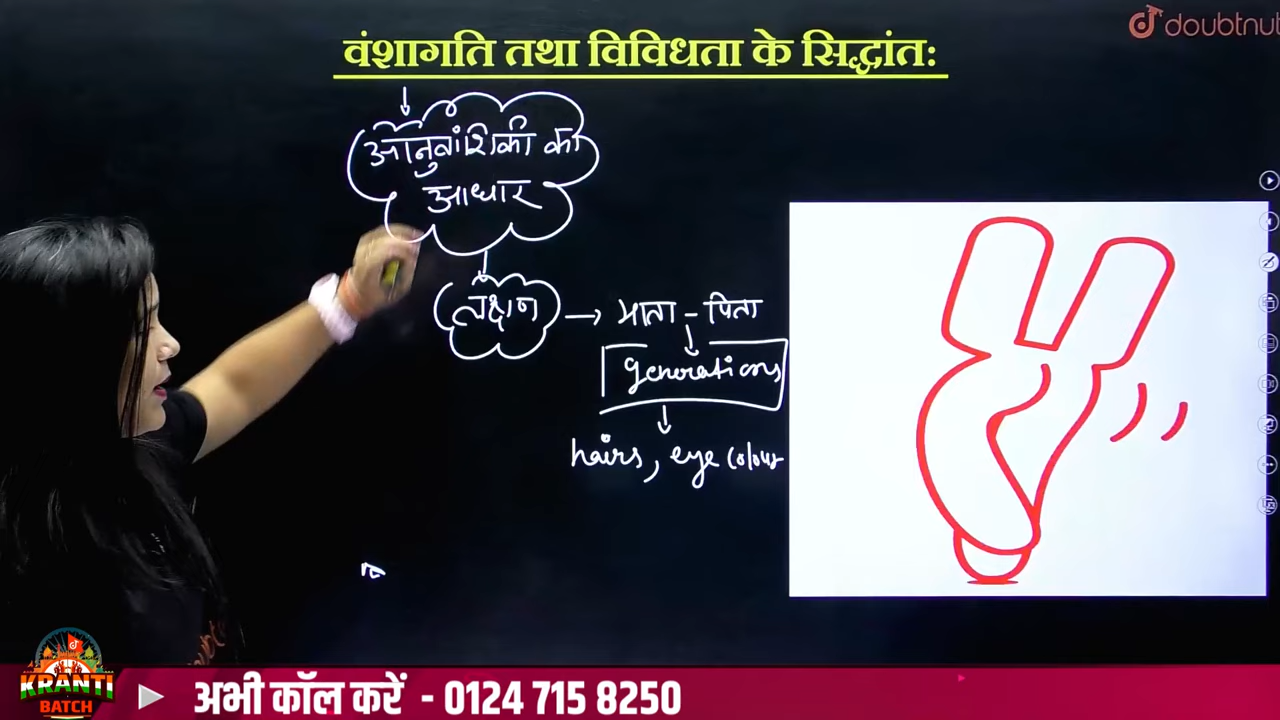 doubtnut
वंशागति तथा विविधता के सिद्धांत:
आनुवांशिकी का
आधार
लक्षण → माता - पिता
Generations
hairs, eye colour
KRANTI
BATCH
अभी कॉल करें - 0124 715 8250